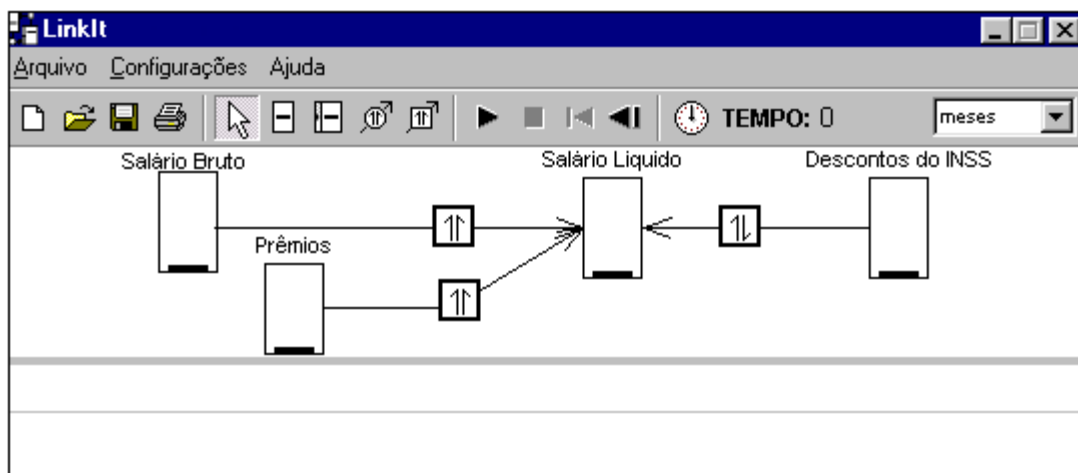 LinkIt
Arquivo Configurações Ajuda
TEMPO: 0 meses
Salário Bruto Salário Liquido Descontos do INSS
Prêmios